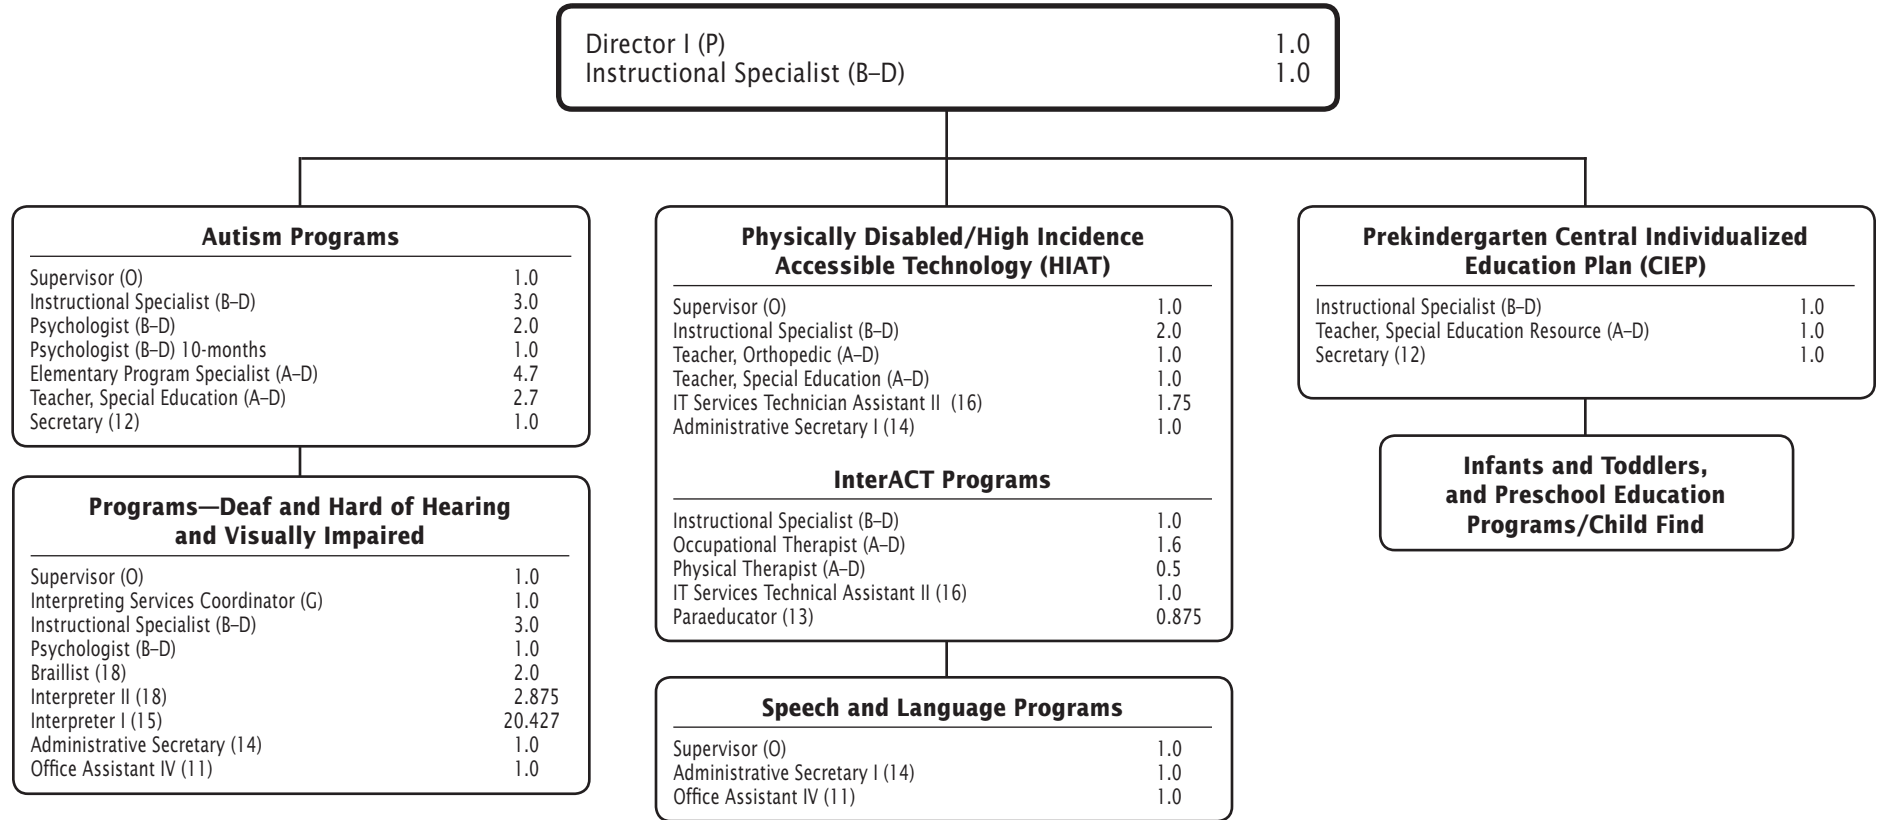 Director I (P) 1.0
Instructional Specialist (B–D) 1.0
Autism Programs
Supervisor (O) 1.0
Instructional Specialist (B–D) 3.0
Psychologist (B–D) 2.0
Psychologist (B–D) 10-months 1.0
Elementary Program Specialist (A–D) 4.7
Teacher, Special Education (A–D) 2.7
Secretary (12) 1.0
Programs—Deaf and Hard of Hearing
and Visually Impaired
Supervisor (O) 1.0
Interpreting Services Coordinator (G) 1.0
Instructional Specialist (B–D) 3.0
Psychologist (B–D) 1.0
Braillist (18) 2.0
Interpreter II (18) 2.875
Interpreter I (15) 20.427
Administrative Secretary (14) 1.0
Office Assistant IV (11) 1.0
Physically Disabled/High Incidence
Accessible Technology (HIAT)
Supervisor (O) 1.0
Instructional Specialist (B–D) 2.0
Teacher, Orthopedic (A–D) 1.0
Teacher, Special Education (A–D) 1.0
IT Services Technician Assistant II (16) 1.75
Administrative Secretary I (14) 1.0
InterACT Programs
Instructional Specialist (B–D) 1.0
Occupational Therapist (A–D) 1.6
Physical Therapist (A–D) 0.5
IT Services Technical Assistant II (16) 1.0
Paraeducator (13) 0.875
Speech and Language Programs
Supervisor (O) 1.0
Administrative Secretary I (14) 1.0
Office Assistant IV (11) 1.0
Prekindergarten Central Individualized
Education Plan (CIEP)
Instructional Specialist (B–D) 1.0
Teacher, Special Education Resource (A–D) 1.0
Secretary (12) 1.0
Infants and Toddlers,
and Preschool Education
Programs/Child Find